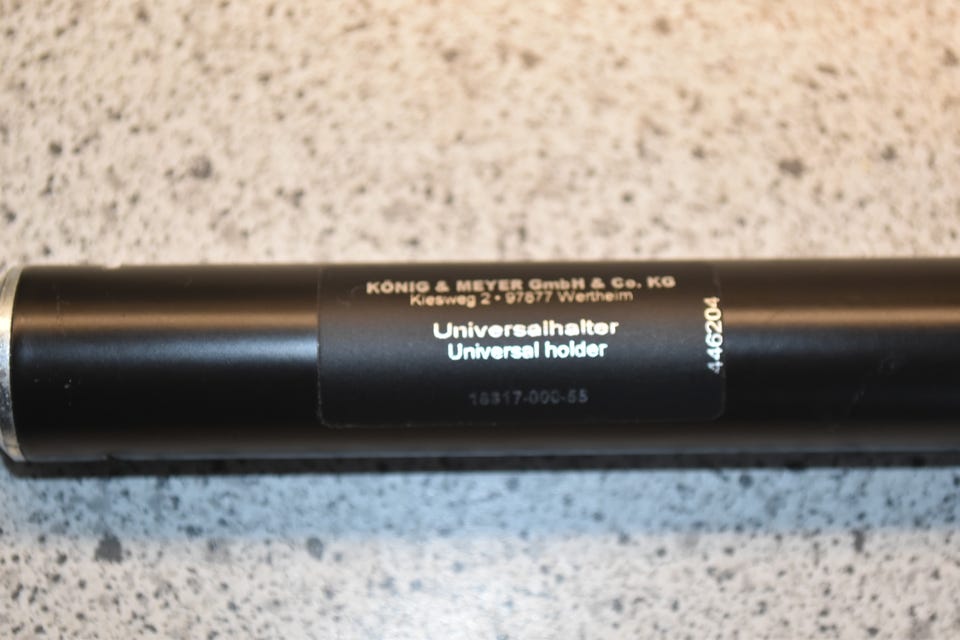 KÖNIG & MEYER GmbH & Co. KG
Kiesweg 2 • 97877 Wertheim
Universalhalter
Universal holder
18817-000-55
446204